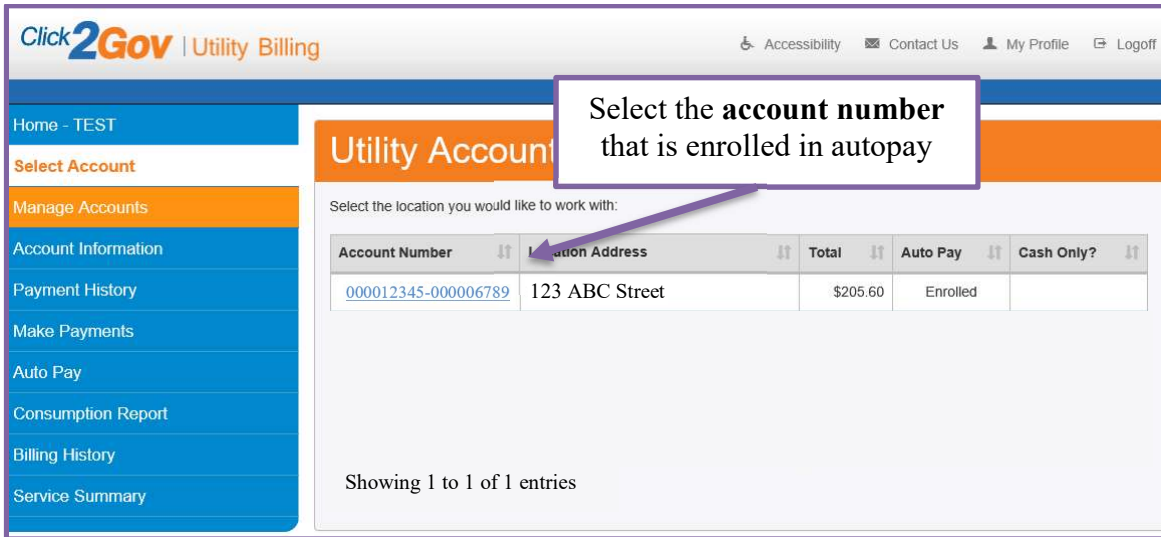 Click2Gov | Utility Billing
Accessibility Contact Us My Profile Logoff
Select the account number
that is enrolled in autopay
Home - TEST
Select Account
Manage Accounts
Account Information
Payment History
Make Payments
Auto Pay
Consumption Report
Billing History
Service Summary
Utility Account
Select the location you would like to work with:
Account Number Address Total Auto Pay Cash Only?
000012345-000006789 123 ABC Street $205.60 Enrolled
Showing 1 to 1 of 1 entries